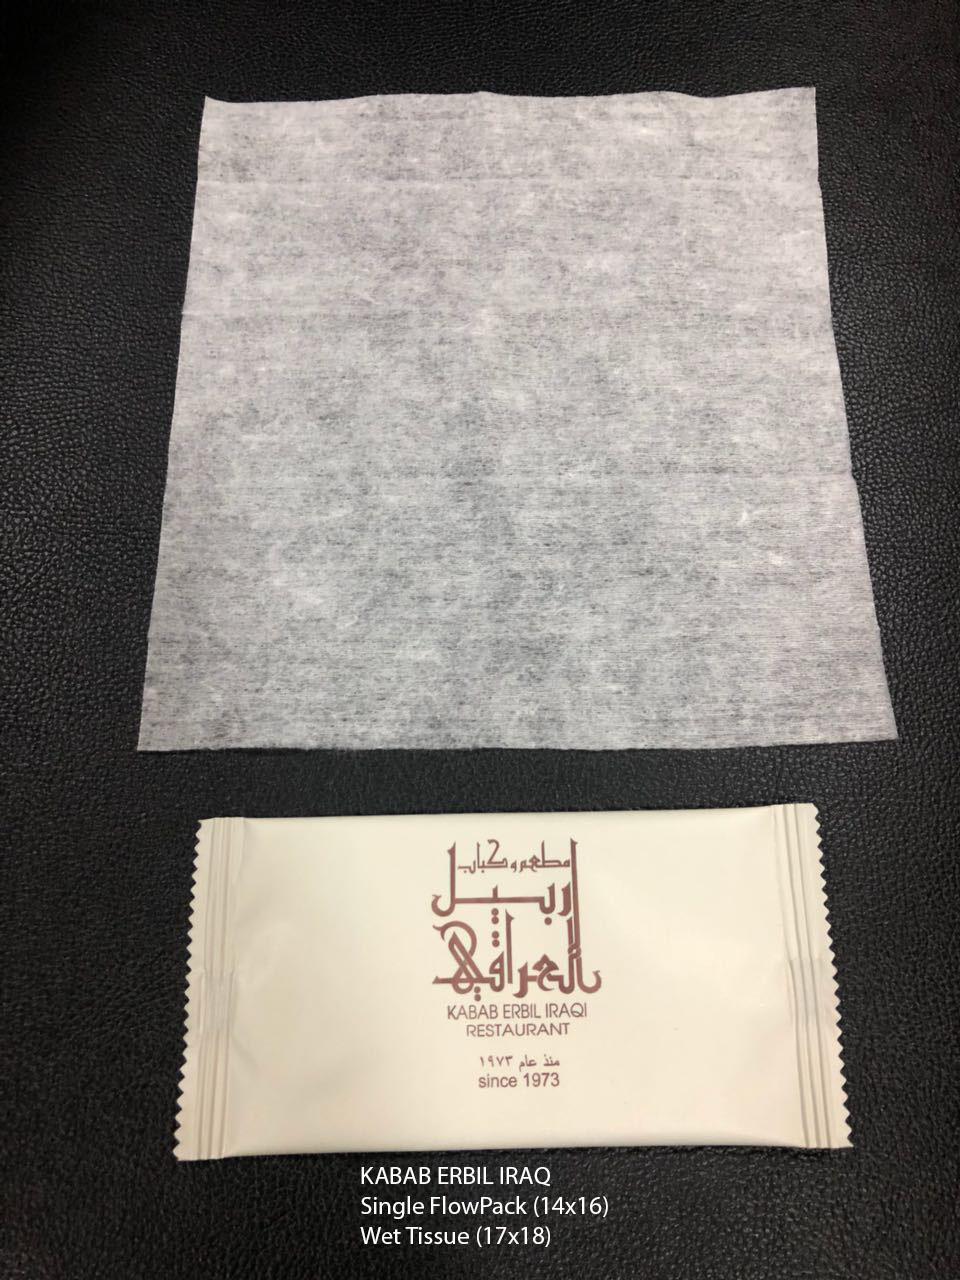 مطعم و كباب
اربيل
العراقي
KABAB ERBIL IRAQI
RESTAURANT
منذ عام ١٩٧٣
since 1973
KABAB ERBIL IRAQ
Single FlowPack (14x16)
Wet Tissue (17x18)